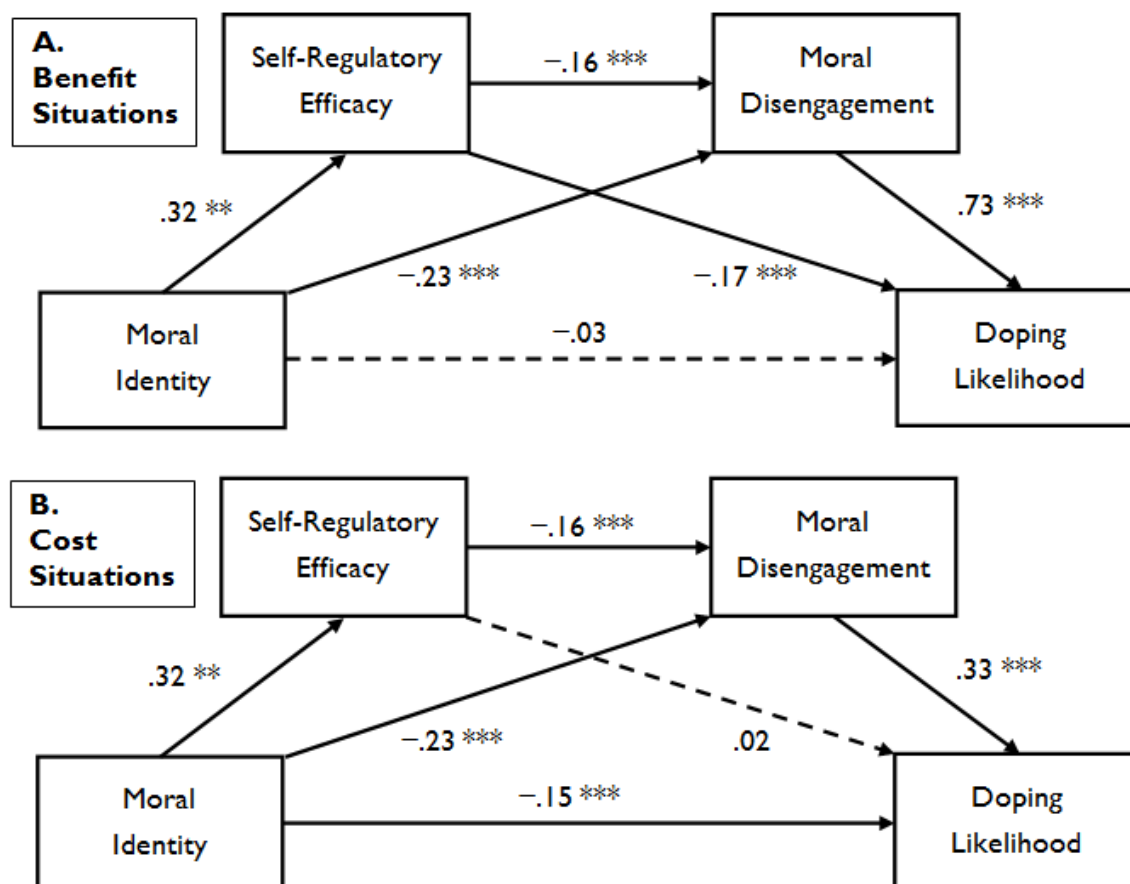 A.
Benefit
Situations
Self-Regulatory
Efficacy
−.16 ***
Moral
Disengagement
.32 **
−.23 ***
−.17 ***
.73 ***
Moral
Identity
−.03
Doping
Likelihood
B.
Cost
Situations
Self-Regulatory
Efficacy
−.16 ***
Moral
Disengagement
.32 **
−.23 ***
.02
.33 ***
Moral
Identity
−.15 ***
Doping
Likelihood